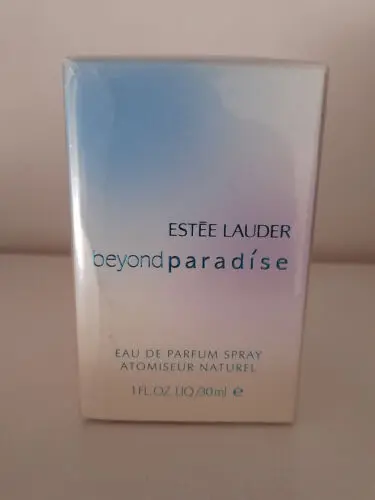 ESTĒE LAUDER
beyond paradíse
EAU DE PARFUM SPRAY
ATOMISEUR NATUREL
1 FL.OZ. LIQ./30ml ℮